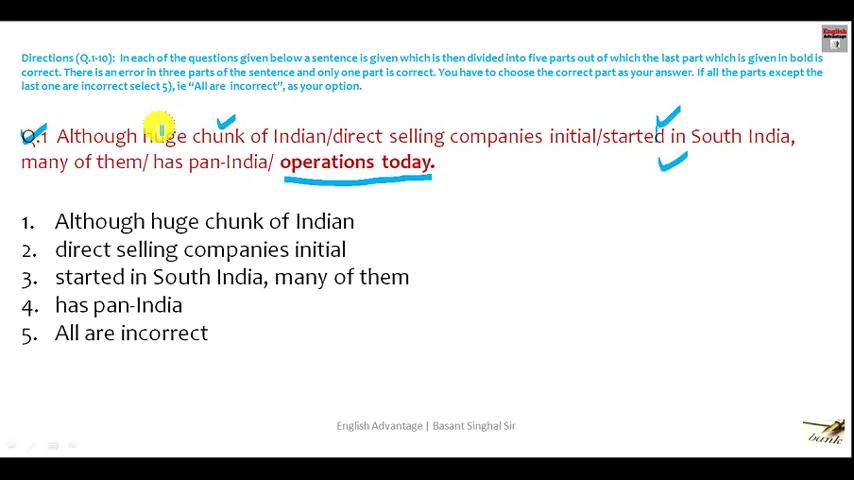 English
Advantage
Directions (Q.1-10): In each of the questions given below a sentence is given which is then divided into five parts out of which the last part which is given in bold is
correct. There is an error in three parts of the sentence and only one part is correct. You have to choose the correct part as your answer. If all the parts except the
last one are incorrect select 5), ie “All are incorrect”, as your option.
Q.1 Although huge chunk of Indian/direct selling companies initial/started in South India,
many of them/ has pan-India/ operations today.
1. Although huge chunk of Indian
2. direct selling companies initial
3. started in South India, many of them
4. has pan-India
5. All are incorrect
English Advantage | Basant Singhal Sir
bank